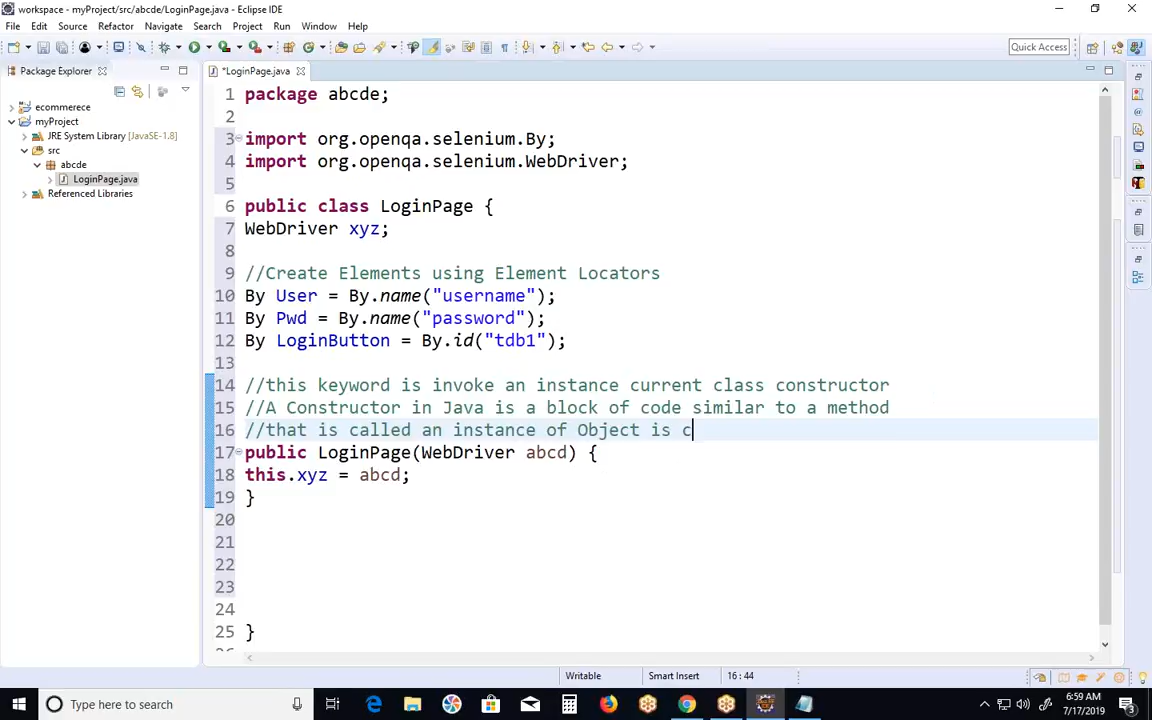 workspace - myProject/src/abcde/LoginPage.java - Eclipse IDE
File Edit Source Refactor Navigate Search Project Run Window Help
Quick Access
Package Explorer
*LoginPage.java
ecommerece
myProject
JRE System Library [JavaSE-1.8]
src
abcde
LoginPage.java
Referenced Libraries
1 package abcde;
2
3 import org.openqa.selenium.By;
4 import org.openqa.selenium.WebDriver;
5
6 public class LoginPage {
7 WebDriver xyz;
8
9 //Create Elements using Element Locators
10 By User = By.name("username");
11 By Pwd = By.name("password");
12 By LoginButton = By.id("tdb1");
13
14 //this keyword is invoke an instance current class constructor
15 //A Constructor in Java is a block of code similar to a method
16 //that is called an instance of Object is c
17 public LoginPage(WebDriver abcd) {
18 this.xyz = abcd;
19 }
20
21
22
23
24
25 }
Writable Smart Insert 16 : 44
Type here to search
6:59 AM
7/17/2019
3